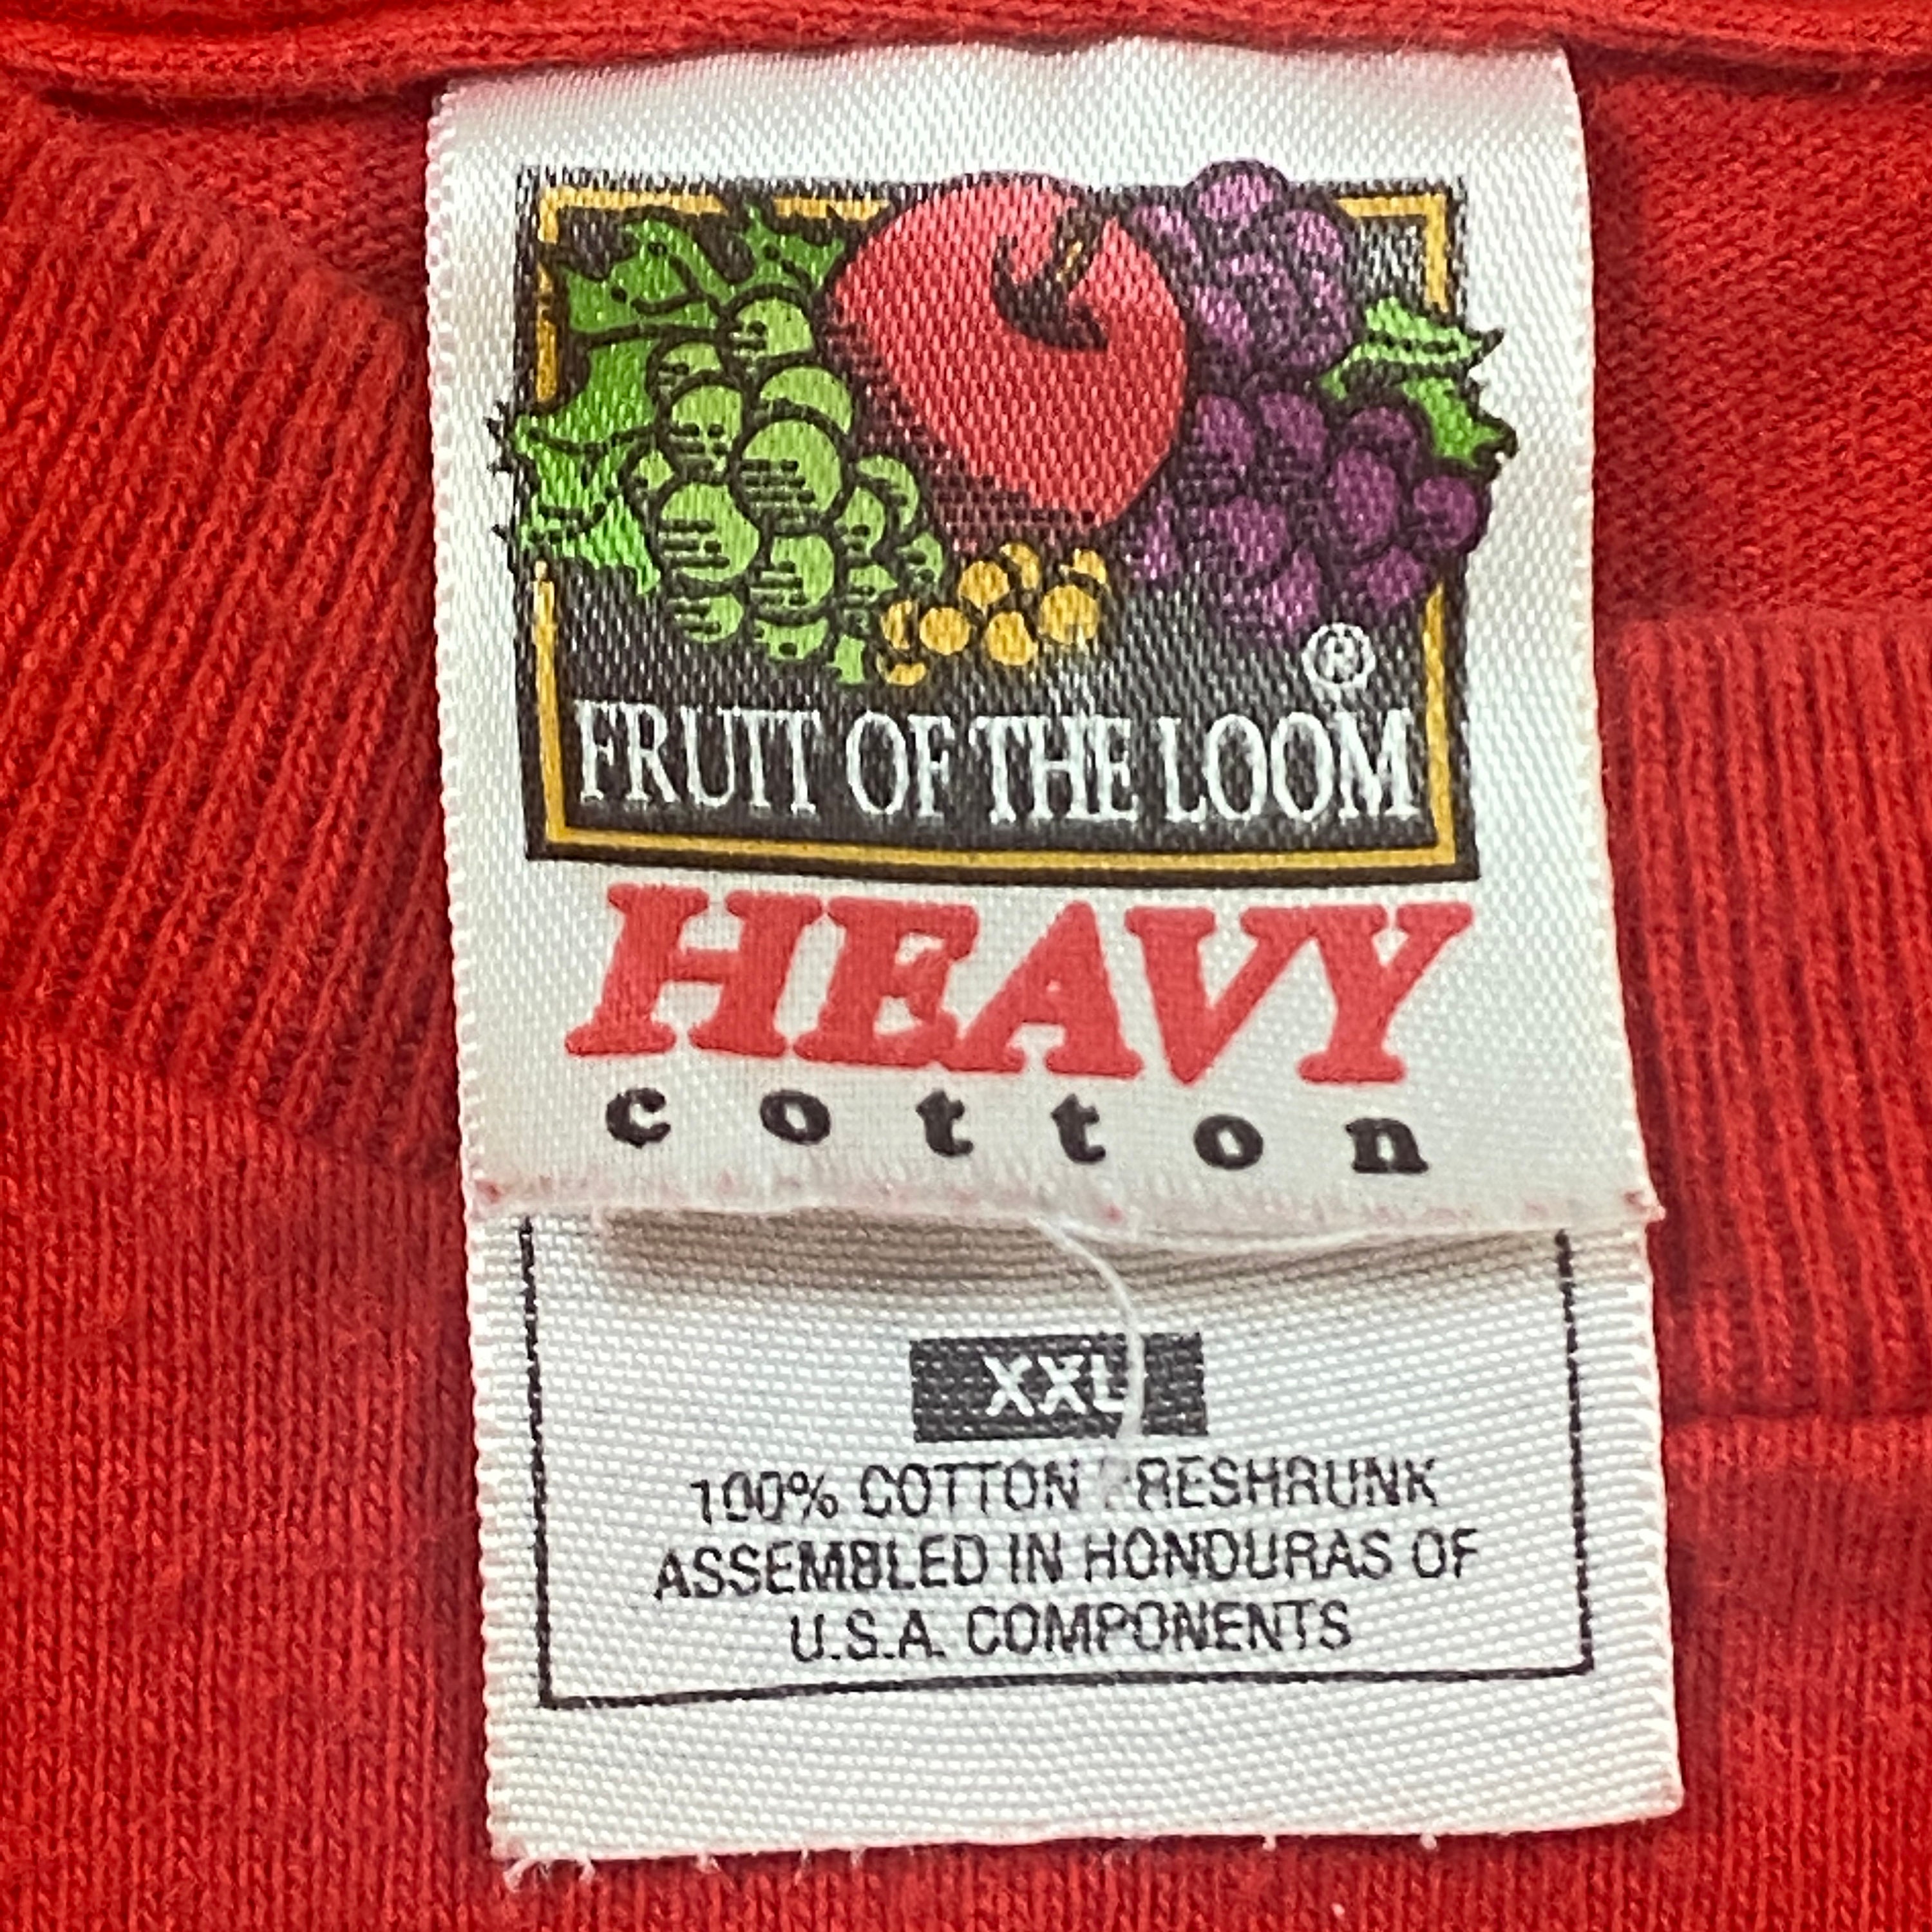 ®
FRUIT OF THE LOOM
HEAVY
cotton
XXL
100% COTTON PRESHRUNK
ASSEMBLED IN HONDURAS OF
U.S.A. COMPONENTS